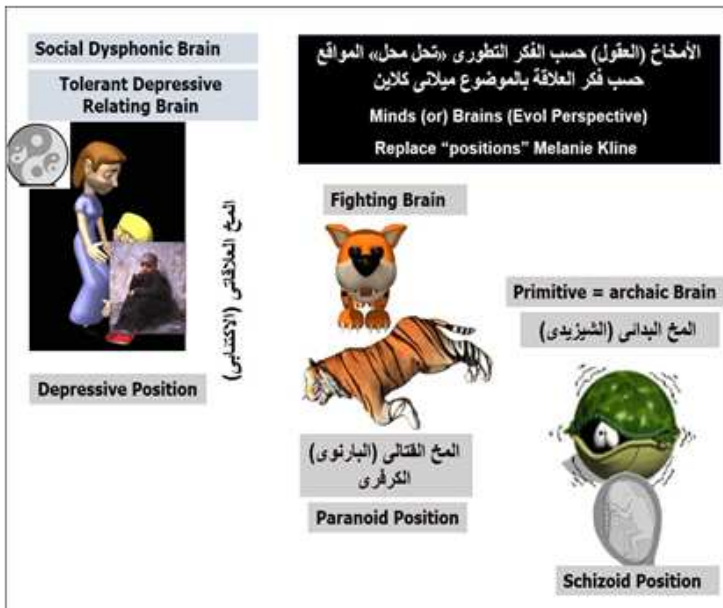 Social Dysphonic Brain
Tolerant Depressive
Relating Brain
الأمخاخ (العقول) حسب الفكر التطورى «تحل محل» المواقع
حسب فكر العلاقة بالموضوع ميلانى كلاين
Minds (or) Brains (Evol Perspective)
Replace “positions” Melanie Kline
المخ العلاقاتى (الاكتئابى)
Depressive Position
Fighting Brain
المخ القتالى (البارنوى)
الكرفرى
Paranoid Position
Primitive = archaic Brain
المخ البدائى (الشيزيدى)
Schizoid Position